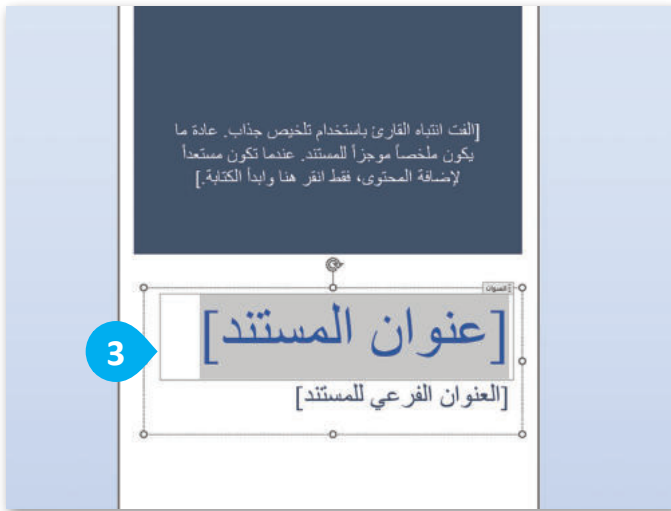 [الفت انتباه القارئ باستخدام تلخيص جذاب. عادة ما
يكون ملخصاً موجزاً للمستند. عندما تكون مستعداً
لإضافة المحتوى، فقط انقر هنا وابدأ الكتابة.]
العنوان
[عنوان المستند]
3
[العنوان الفرعي للمستند]